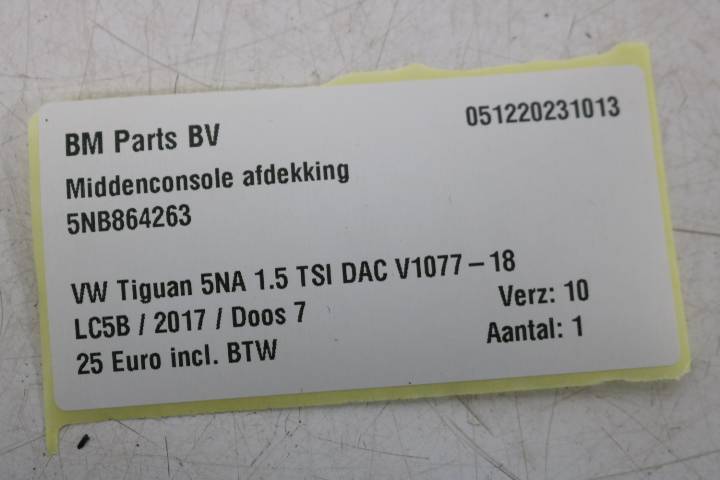 BM Parts BV 051220231013
Middenconsole afdekking
5NB864263
VW Tiguan 5NA 1.5 TSI DAC V1077 – 18
LC5B / 2017 / Doos 7 Verz: 10
25 Euro incl. BTW Aantal: 1